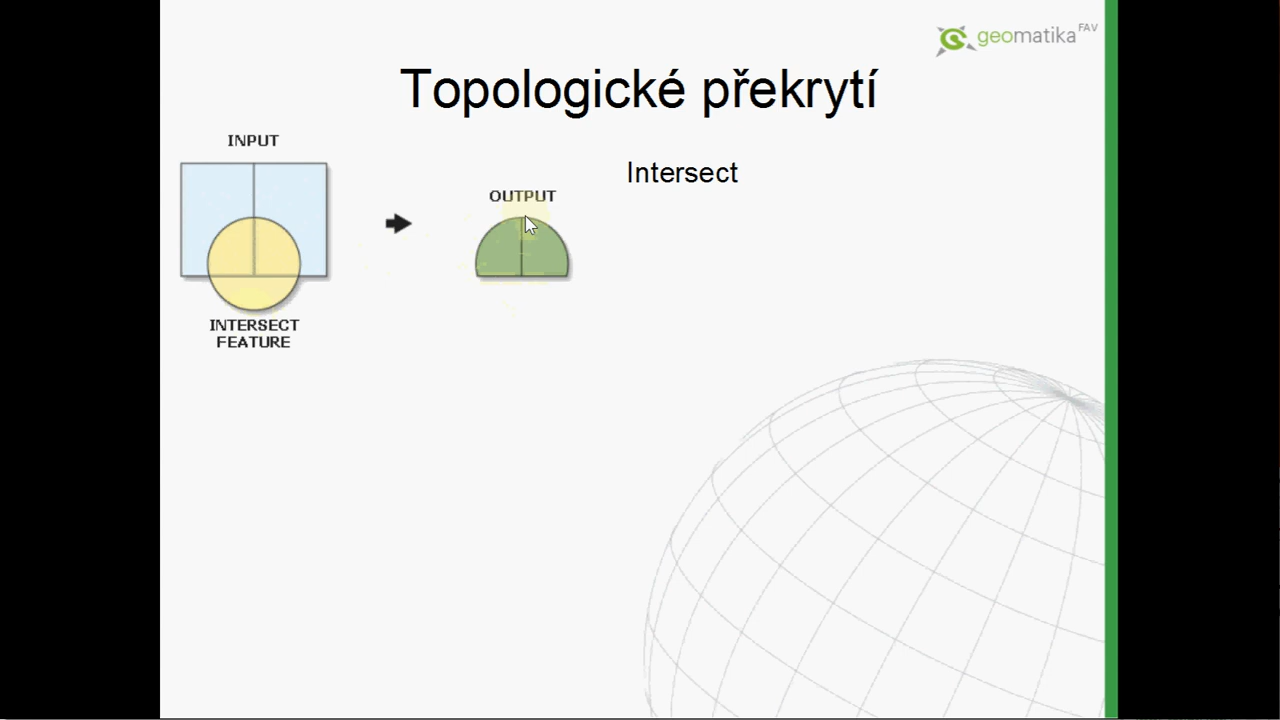 geomatika FAV
Topologické překrytí
INPUT
Intersect
OUTPUT
INTERSECT
FEATURE